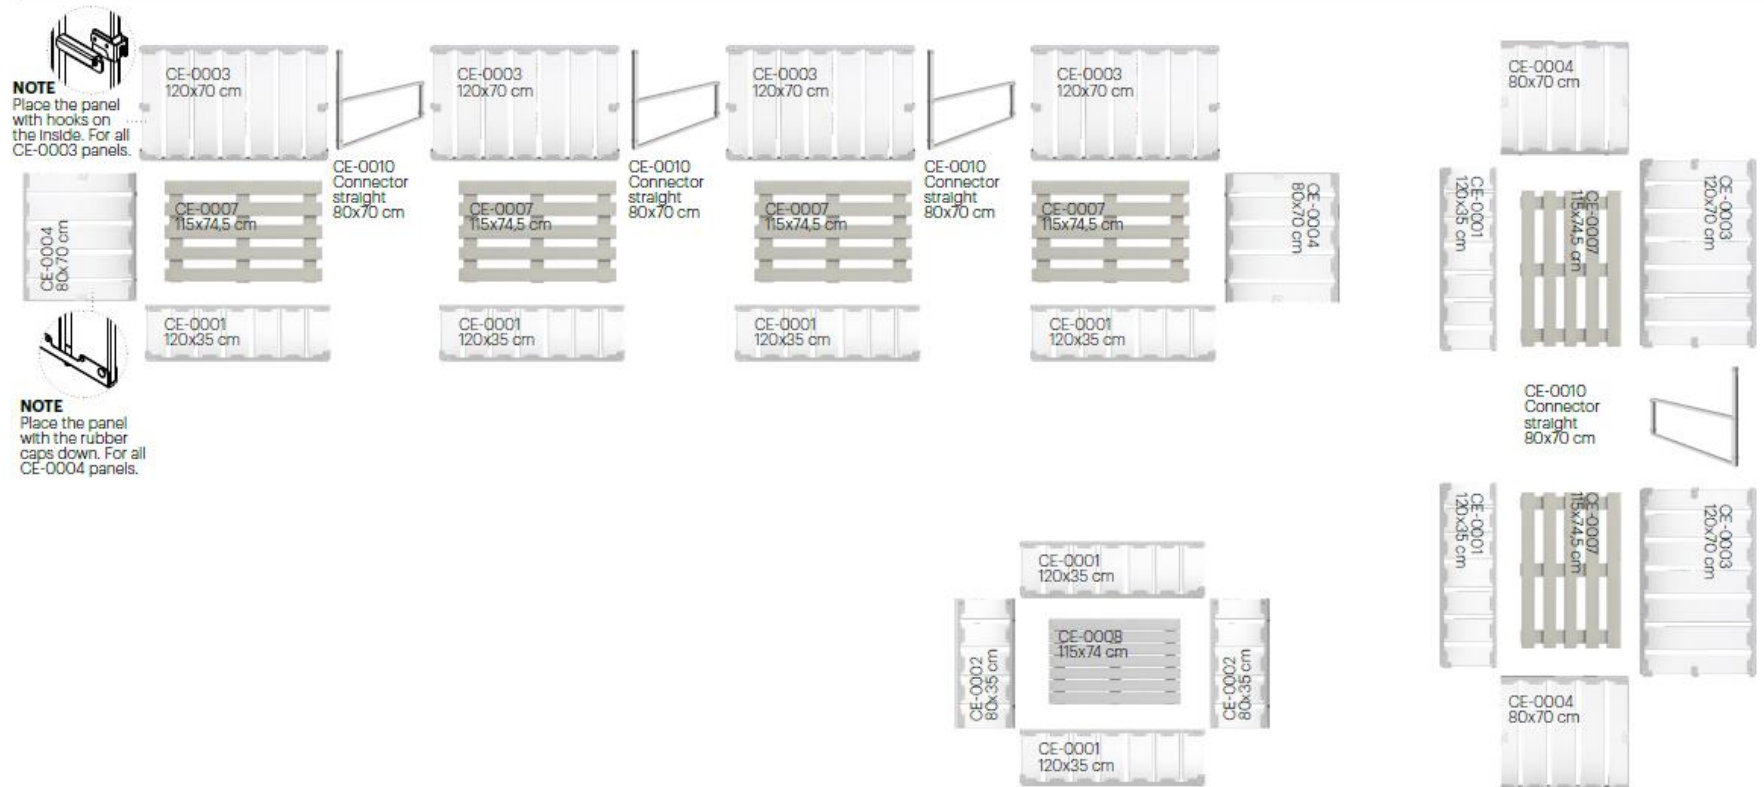 NOTE
Place the panel
with hooks on
the inside. For all
CE-0003 panels.
CE-0003
120x70 cm
CE-0010
Connector
straight
80x70 cm
CE-0003
120x70 cm
CE-0010
Connector
straight
80x70 cm
CE-0003
120x70 cm
CE-0010
Connector
straight
80x70 cm
CE-0003
120x70 cm
CE-0004
80x70 cm
CE-0007
115x74,5 cm
CE-0007
115x74,5 cm
CE-0007
115x74,5 cm
CE-0007
115x74,5 cm
CE-0004
80x70 cm
CE-0001
120x35 cm
CE-0001
120x35 cm
CE-0001
120x35 cm
CE-0001
120x35 cm
NOTE
Place the panel
with the rubber
caps down. For all
CE-0004 panels.
CE-0004
80x70 cm
CE-0001
120x35 cm
CE-0007
115x74,5 cm
CE-0003
120x70 cm
CE-0010
Connector
straight
80x70 cm
CE-0001
120x35 cm
CE-0007
115x74,5 cm
CE-0003
120x70 cm
CE-0004
80x70 cm
CE-0001
120x35 cm
CE-0002
80x35 cm
CE-0008
115x74 cm
CE-0002
80x35 cm
CE-0001
120x35 cm